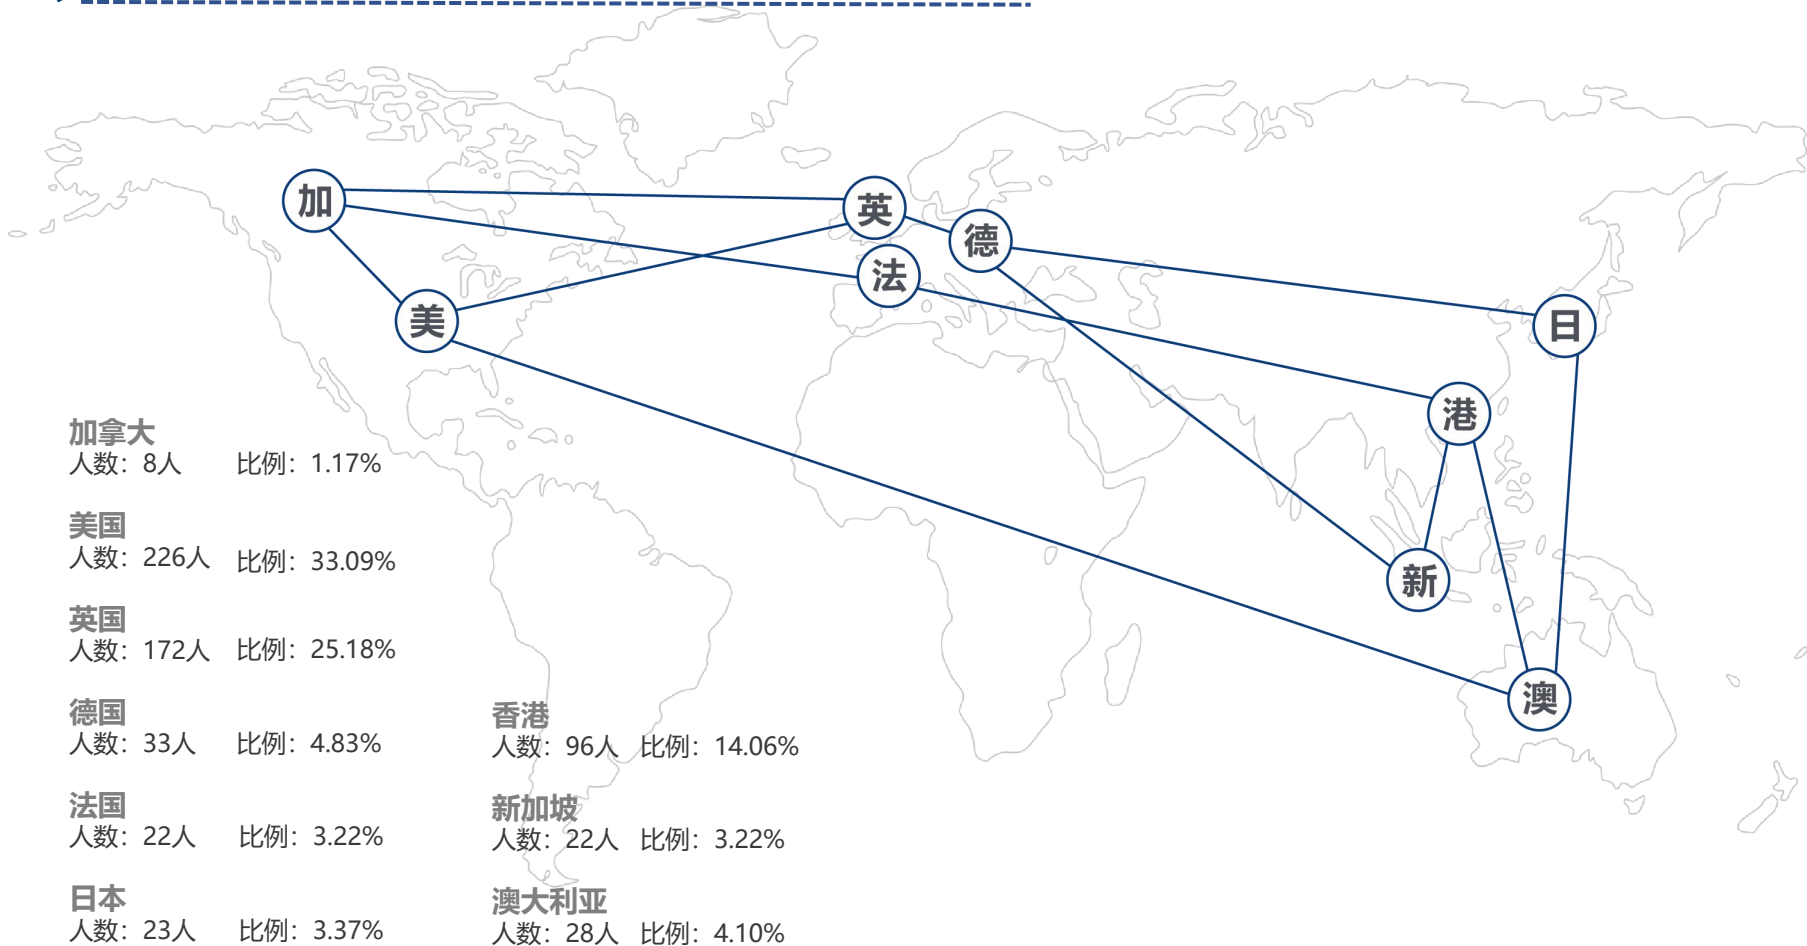 加
英
德
法
美
日
港
新
澳
加拿大
人数：8人 比例：1.17%
美国
人数：226人 比例：33.09%
英国
人数：172人 比例：25.18%
德国
人数：33人 比例：4.83%
法国
人数：22人 比例：3.22%
日本
人数：23人 比例：3.37%
香港
人数：96人 比例：14.06%
新加坡
人数：22人 比例：3.22%
澳大利亚
人数：28人 比例：4.10%